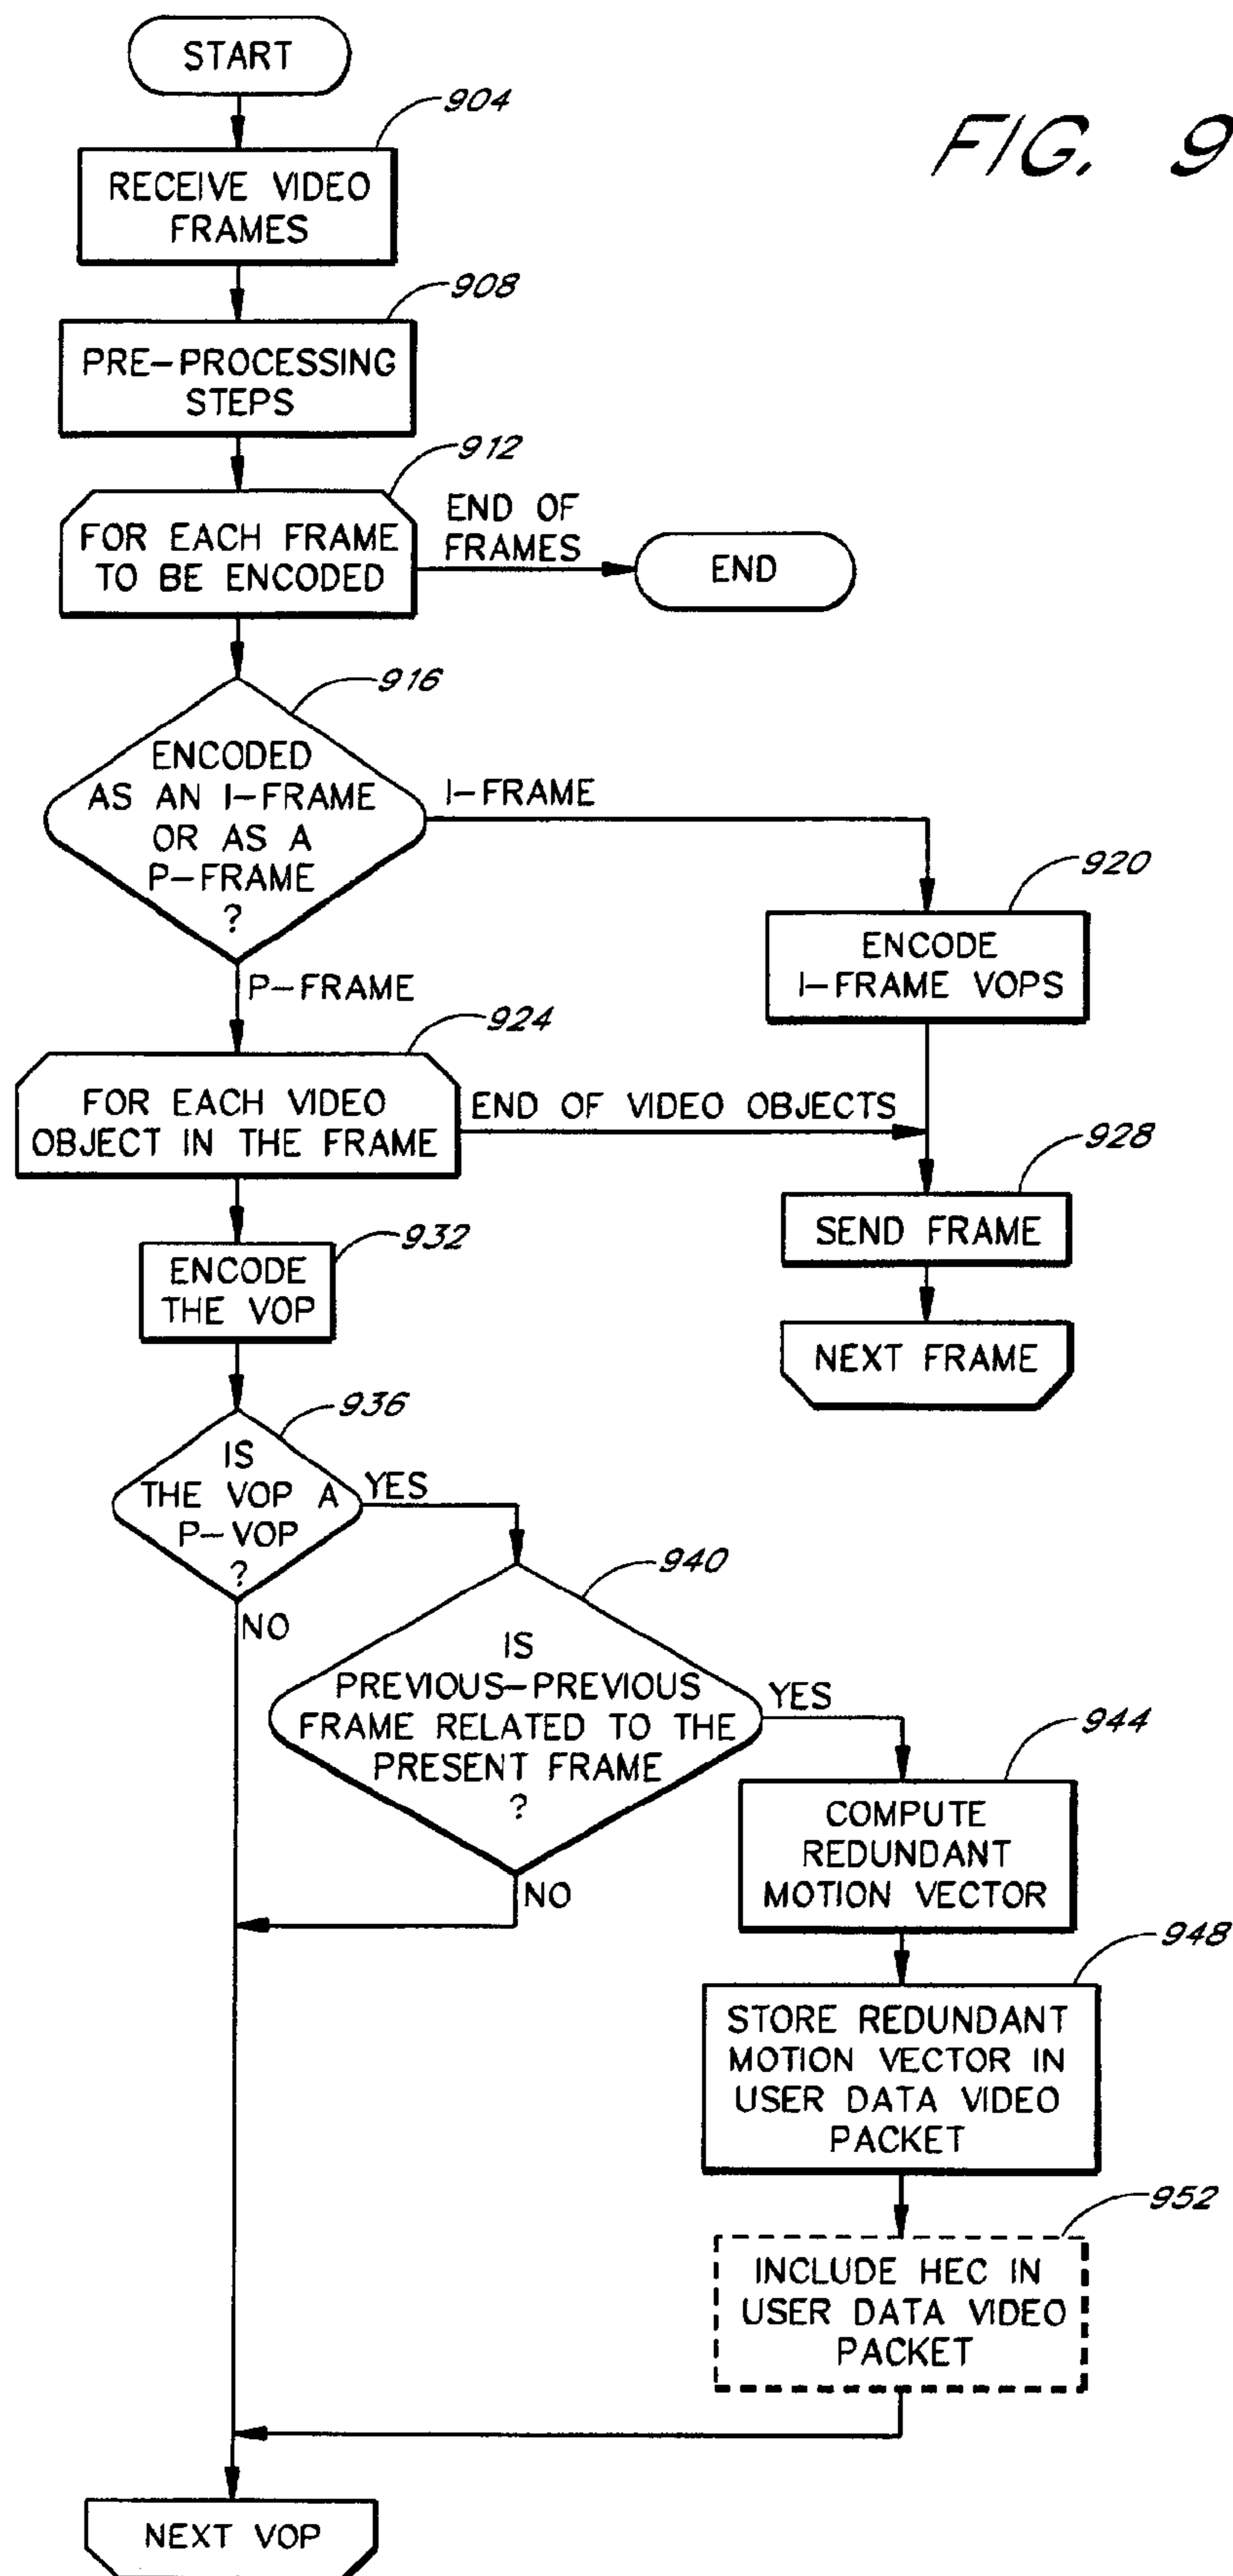 START
FIG. 9
904
RECEIVE VIDEO
FRAMES
908
PRE-PROCESSING
STEPS
912
FOR EACH FRAME
TO BE ENCODED
END OF
FRAMES
END
916
ENCODED
AS AN I-FRAME
OR AS A
P-FRAME
?
I-FRAME
920
ENCODE
I-FRAME VOPS
P-FRAME
924
FOR EACH VIDEO
OBJECT IN THE FRAME
END OF VIDEO OBJECTS
928
SEND FRAME
NEXT FRAME
932
ENCODE
THE VOP
936
IS
THE VOP A
P-VOP
?
YES
NO
940
IS
PREVIOUS-PREVIOUS
FRAME RELATED TO THE
PRESENT FRAME
?
YES
NO
944
COMPUTE
REDUNDANT
MOTION VECTOR
948
STORE REDUNDANT
MOTION VECTOR IN
USER DATA VIDEO
PACKET
952
INCLUDE HEC IN
USER DATA VIDEO
PACKET
NEXT VOP